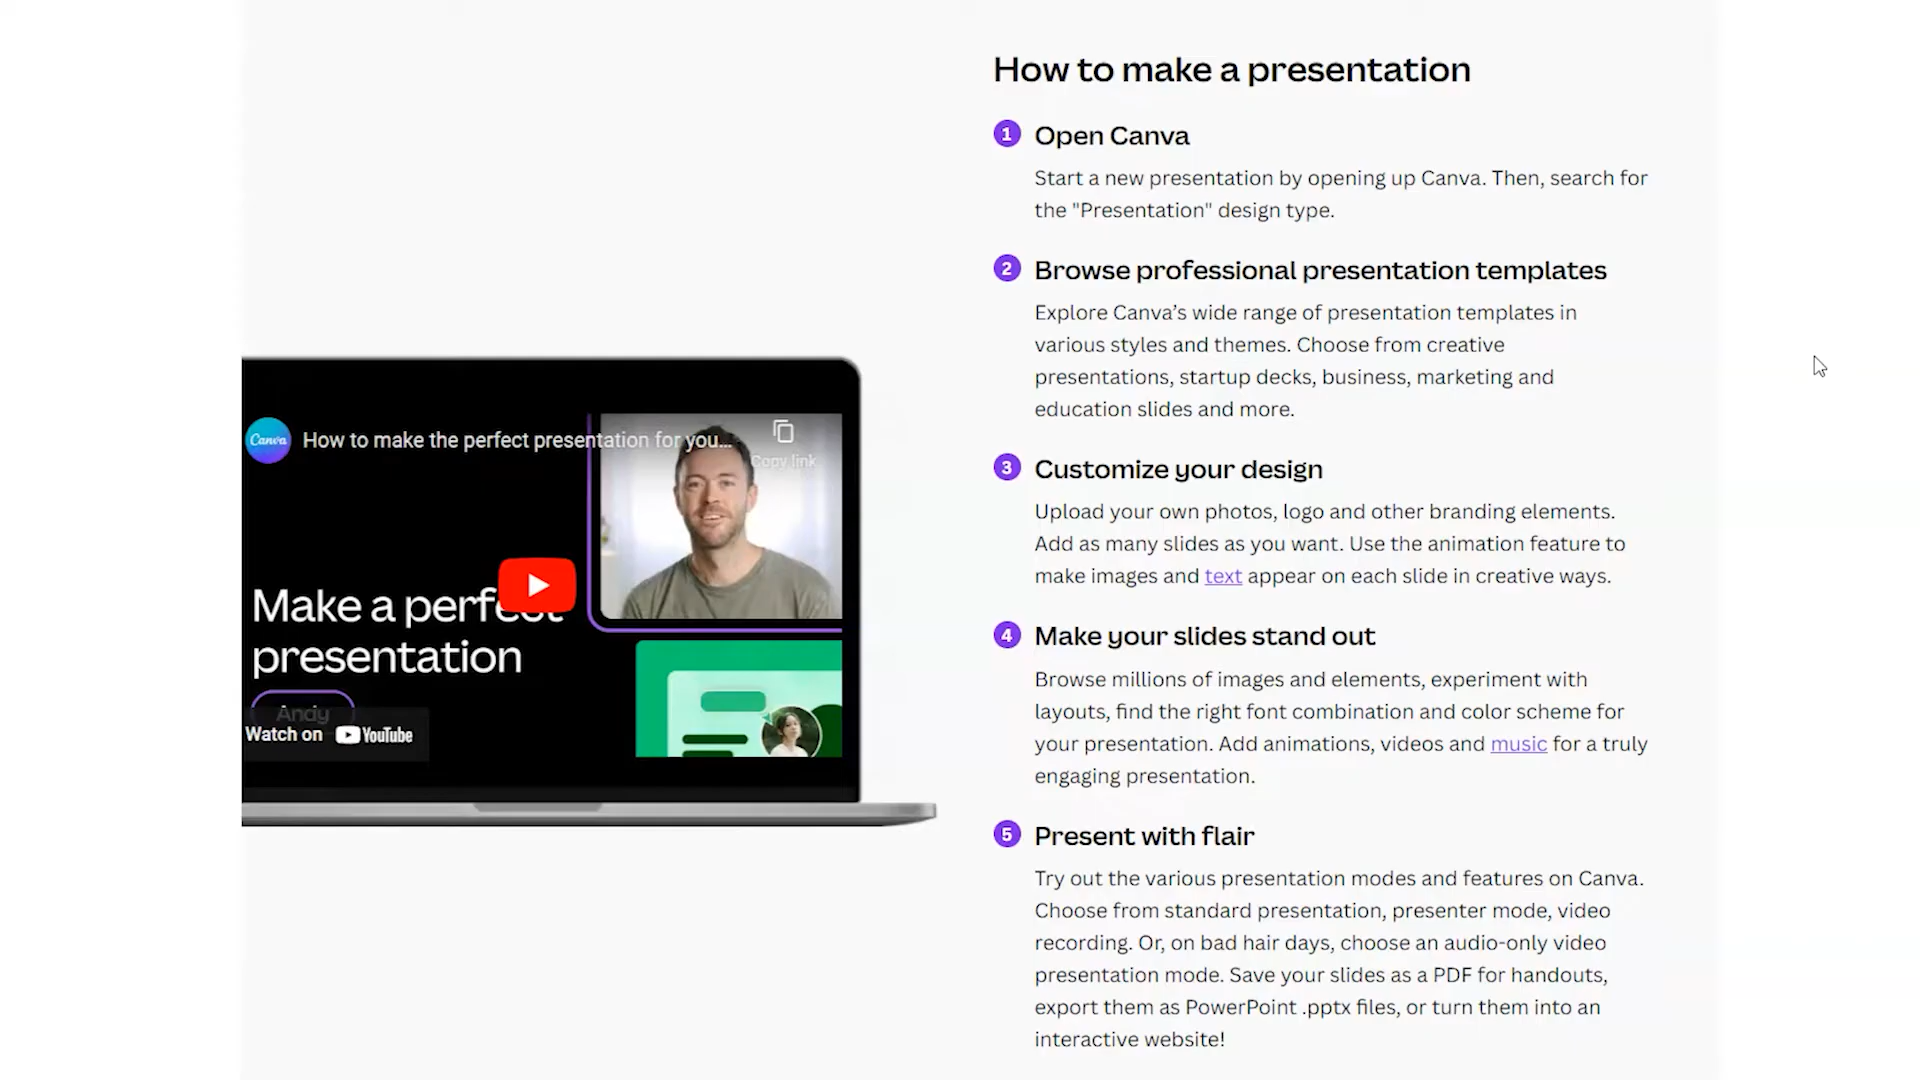 How to make a presentation
1 Open Canva
Start a new presentation by opening up Canva. Then, search for
the "Presentation" design type.
2 Browse professional presentation templates
Explore Canva’s wide range of presentation templates in
various styles and themes. Choose from creative
presentations, startup decks, business, marketing and
education slides and more.
3 Customize your design
Upload your own photos, logo and other branding elements.
Add as many slides as you want. Use the animation feature to
make images and text appear on each slide in creative ways.
4 Make your slides stand out
Browse millions of images and elements, experiment with
layouts, find the right font combination and color scheme for
your presentation. Add animations, videos and music for a truly
engaging presentation.
5 Present with flair
Try out the various presentation modes and features on Canva.
Choose from standard presentation, presenter mode, video
recording. Or, on bad hair days, choose an audio-only video
presentation mode. Save your slides as a PDF for handouts,
export them as PowerPoint .pptx files, or turn them into an
interactive website!
Canva
How to make the perfect presentation for you...
Copy link
Make a perfect
presentation
Andy
Watch on YouTube